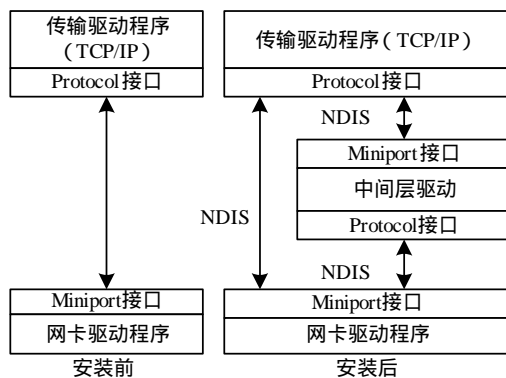 传输驱动程序
(TCP/IP)
Protocol接口
Miniport接口
网卡驱动程序
安装前
传输驱动程序(TCP/IP)
Protocol接口
NDIS
Miniport接口
中间层驱动
Protocol接口
NDIS
NDIS
Miniport接口
网卡驱动程序
安装后